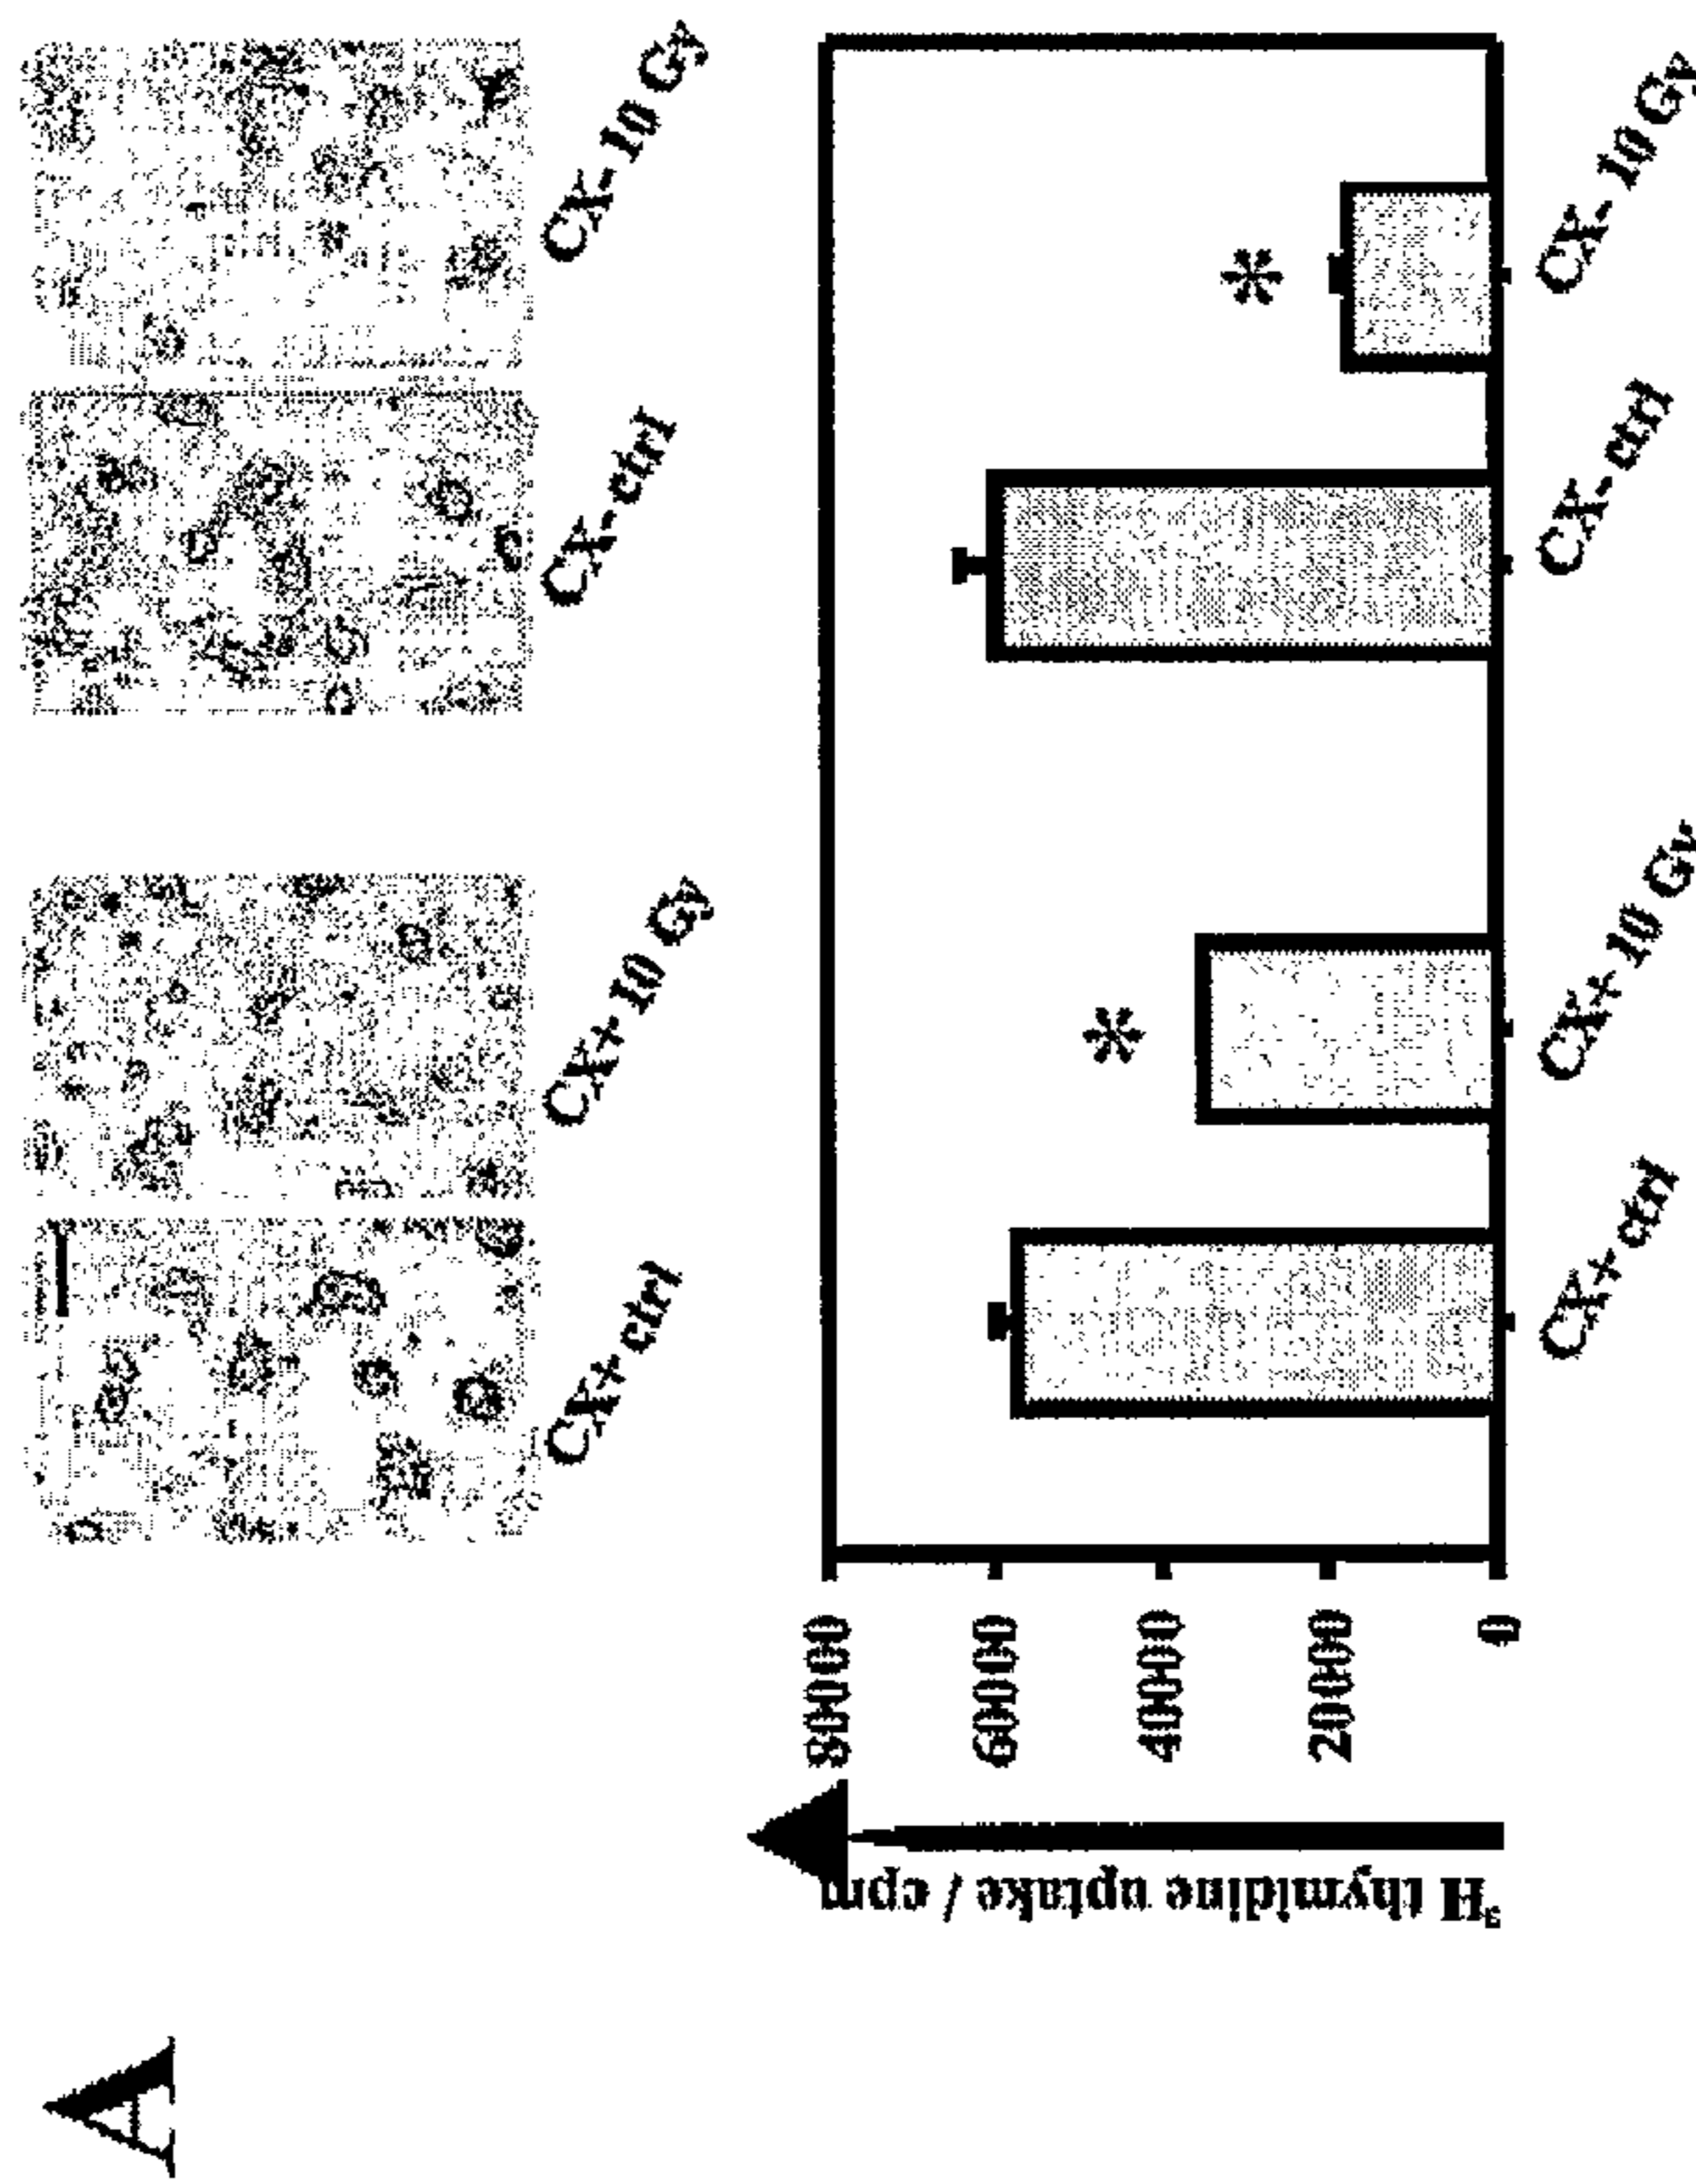 A
CX+ctrl
CX+ 10 Gy
CX- ctrl
CX- 10 Gy
³H thymidine uptake / cpm
80000
60000
40000
20000
0
*
*
CX+ ctrl
CX+ 10 Gy
CX- ctrl
CX- 10 Gy